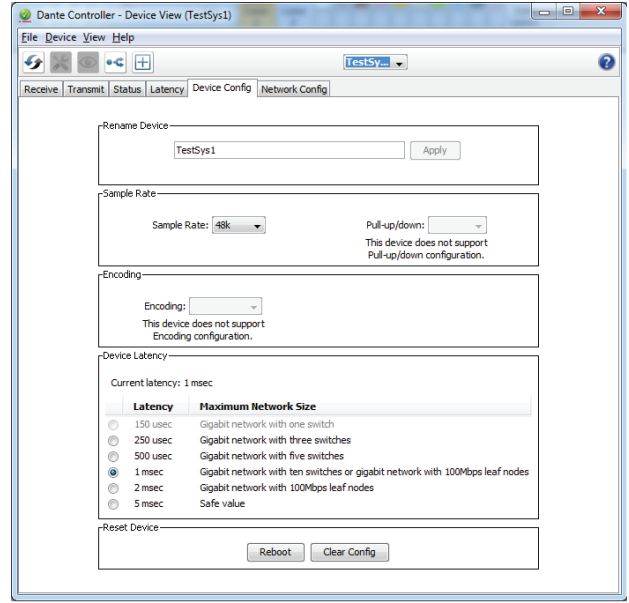 Dante Controller - Device View (TestSys1)
File Device View Help
TestSy...
?
Receive Transmit Status Latency Device Config Network Config
Rename Device
TestSys1 Apply
Sample Rate
Sample Rate: 48k Pull-up/down:
This device does not support
Pull-up/down configuration.
Encoding
Encoding:
This device does not support
Encoding configuration.
Device Latency
Current latency: 1 msec
Latency Maximum Network Size
150 usec Gigabit network with one switch
250 usec Gigabit network with three switches
500 usec Gigabit network with five switches
1 msec Gigabit network with ten switches or gigabit network with 100Mbps leaf nodes
2 msec Gigabit network with 100Mbps leaf nodes
5 msec Safe value
Reset Device
Reboot Clear Config